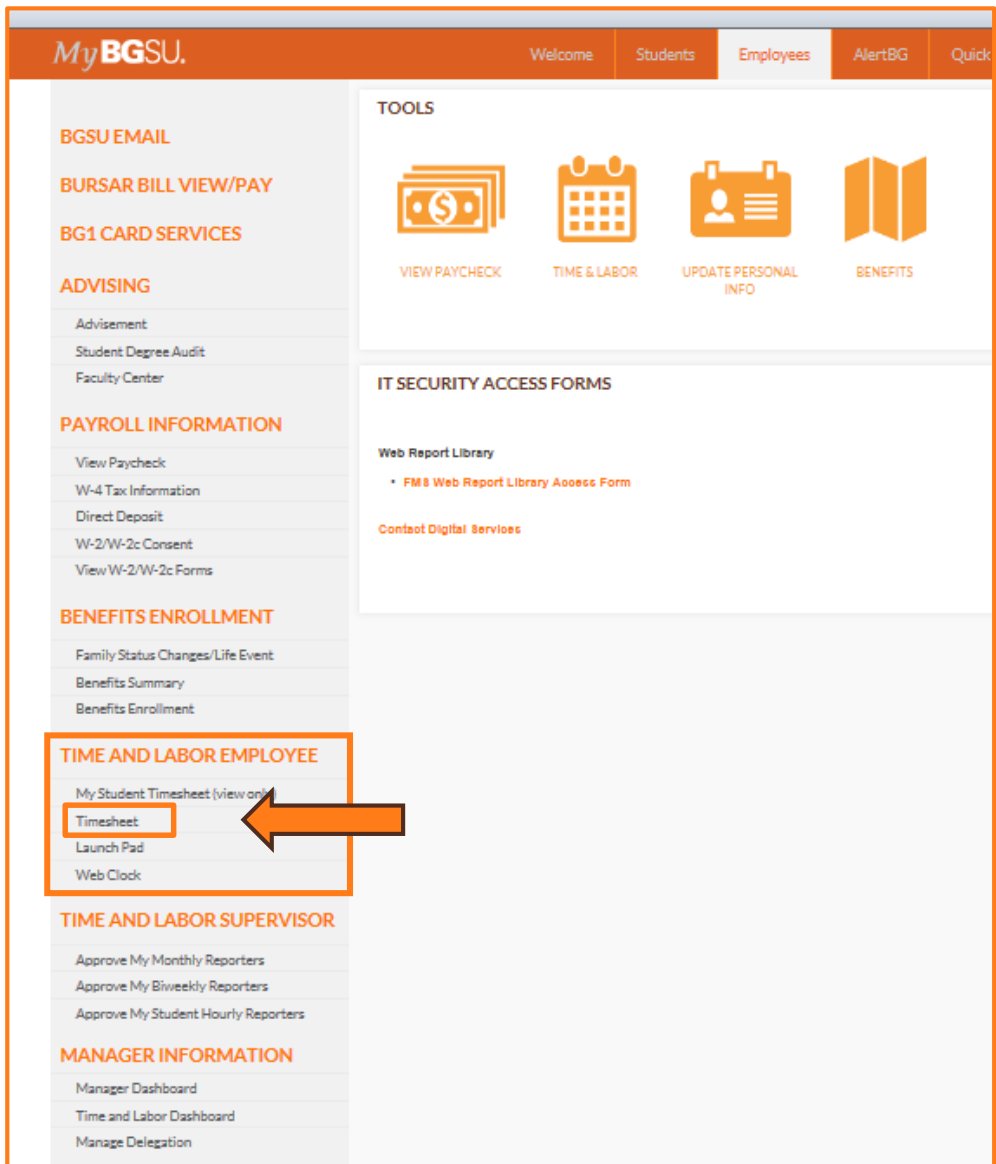 MyBGSU.
Welcome
Students
Employees
AlertBG
Quick
BGSU EMAIL
BURSAR BILL VIEW/PAY
BG1 CARD SERVICES
ADVISING
Advisement
Student Degree Audit
Faculty Center
PAYROLL INFORMATION
View Paycheck
W-4 Tax Information
Direct Deposit
W-2/W-2c Consent
View W-2/W-2c Forms
BENEFITS ENROLLMENT
Family Status Changes/Life Event
Benefits Summary
Benefits Enrollment
TIME AND LABOR EMPLOYEE
My Student Timesheet (view only)
Timesheet
Launch Pad
Web Clock
TIME AND LABOR SUPERVISOR
Approve My Monthly Reporters
Approve My Biweekly Reporters
Approve My Student Hourly Reporters
MANAGER INFORMATION
Manager Dashboard
Time and Labor Dashboard
Manage Delegation
TOOLS
VIEW PAYCHECK
TIME & LABOR
UPDATE PERSONAL
INFO
BENEFITS
IT SECURITY ACCESS FORMS
Web Report Library
• FMS Web Report Library Access Form
Contact Digital Services